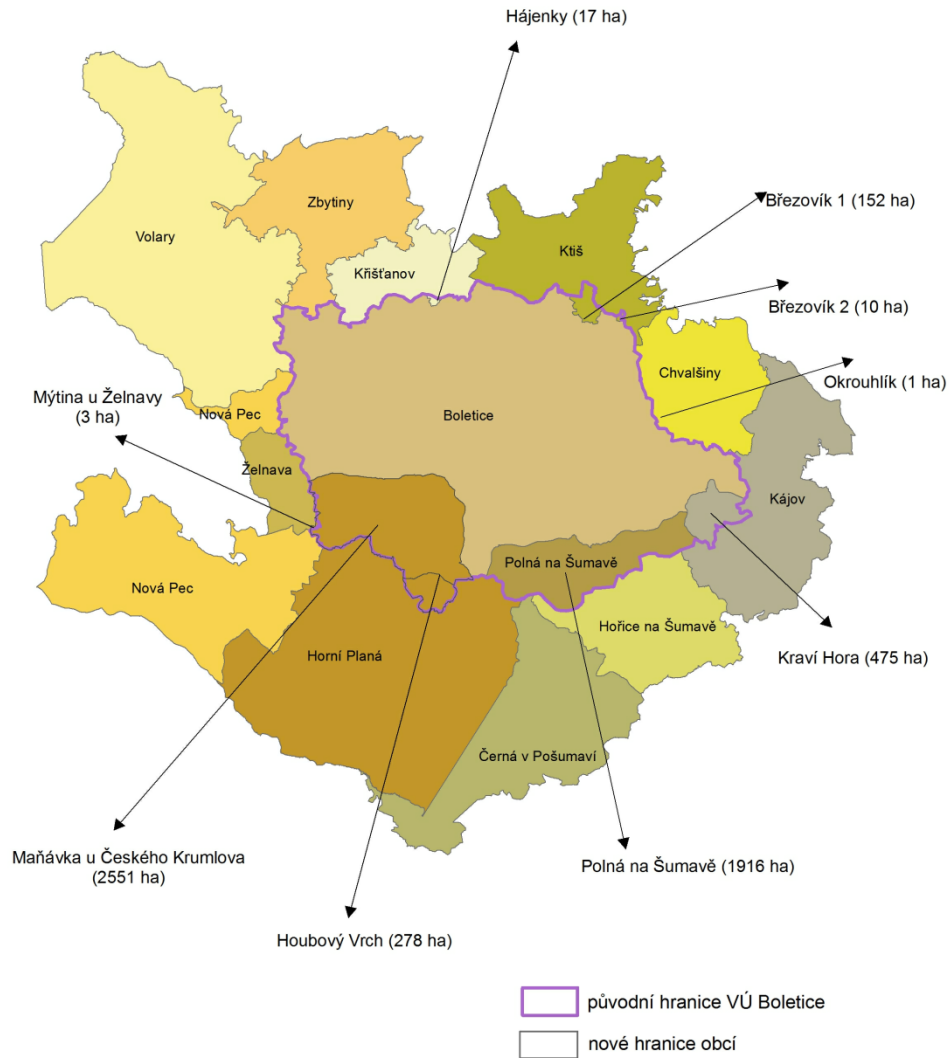 Hájenky (17 ha)
Březovík 1 (152 ha)
Zbytiny
Volary
Ktiš
Křišťanov
Březovík 2 (10 ha)
Chvalšiny
Okrouhlík (1 ha)
Mýtina u Želnavy
(3 ha)
Nová Pec
Boletice
Želnava
Kájov
Polná na Šumavě
Nová Pec
Hořice na Šumavě
Horní Planá
Kraví Hora (475 ha)
Černá v Pošumaví
Maňávka u Českého Krumlova
(2551 ha)
Polná na Šumavě (1916 ha)
Houbový Vrch (278 ha)
původní hranice VÚ Boletice
nové hranice obcí